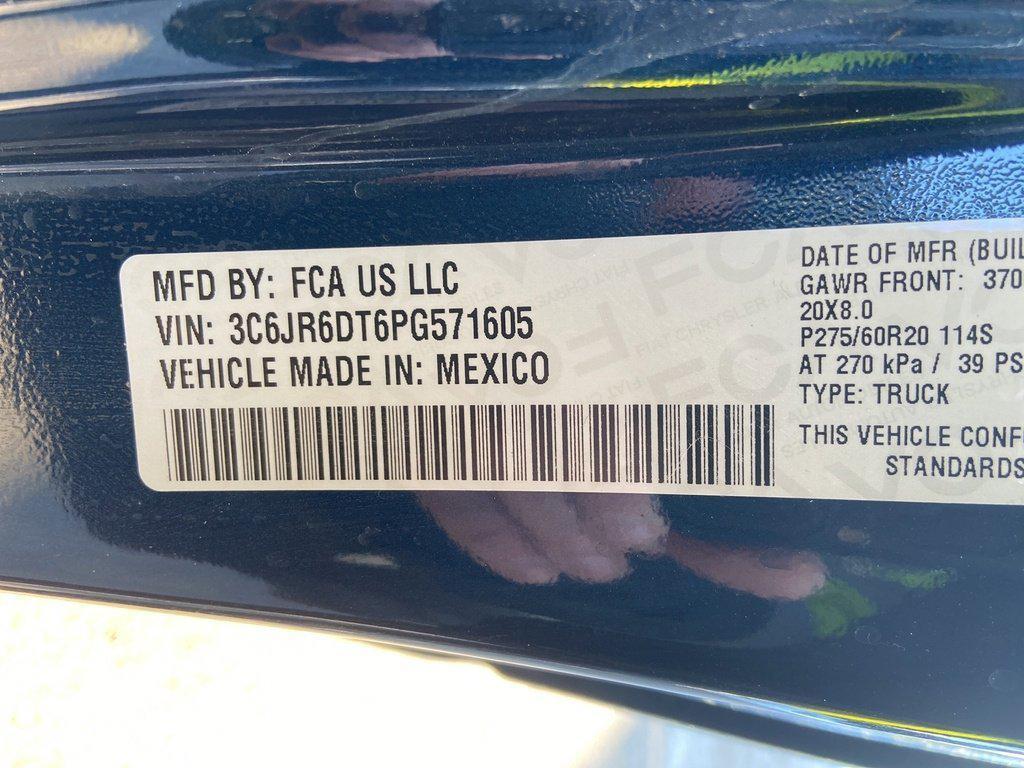 MFD BY: FCA US LLC
VIN: 3C6JR6DT6PG571605
VEHICLE MADE IN: MEXICO
DATE OF MFR (BUIL
GAWR FRONT: 370
20X8.0
P275/60R20 114S
AT 270 kPa / 39 PS
TYPE: TRUCK
THIS VEHICLE CONF
STANDARDS